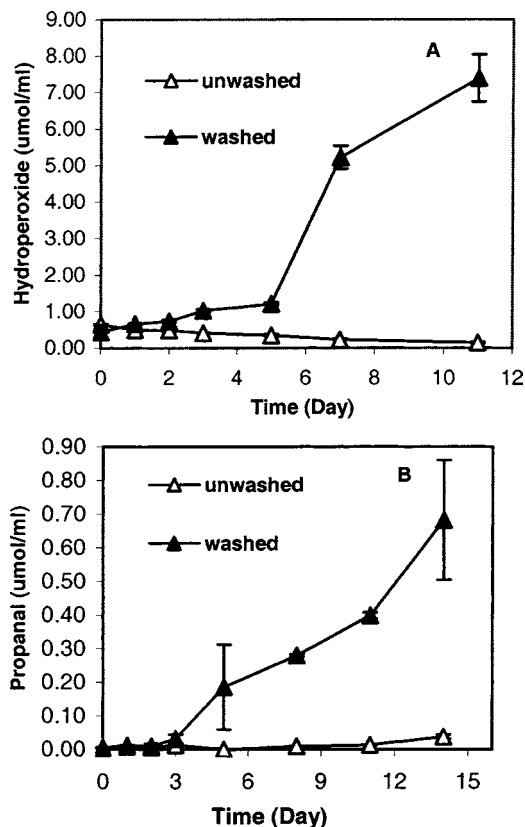 A
9.00
8.00
7.00
6.00
5.00
4.00
3.00
2.00
1.00
0.00
Hydroperoxide (umol/ml)
unwashed
washed
0 2 4 6 8 10 12
Time (Day)
B
0.90
0.80
0.70
0.60
0.50
0.40
0.30
0.20
0.10
0.00
Propanal (umol/ml)
unwashed
washed
0 3 6 9 12 15
Time (Day)